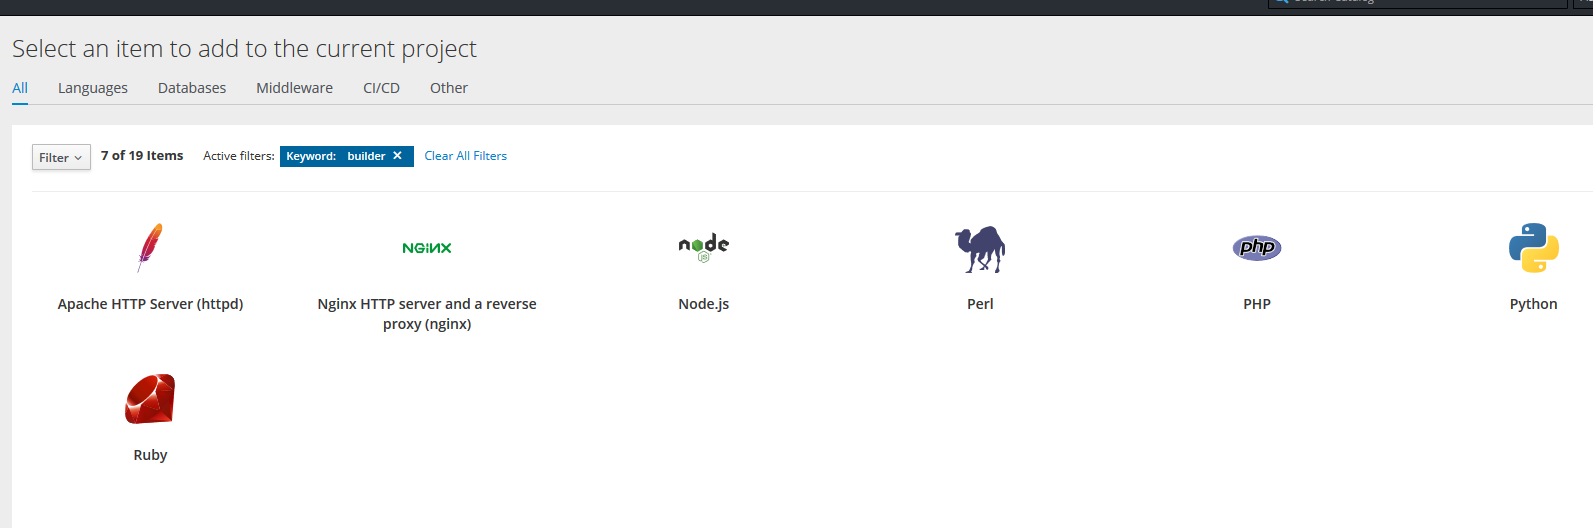 Select an item to add to the current project
All Languages Databases Middleware CI/CD Other
Filter 7 of 19 Items Active filters: Keyword: builder ✕ Clear All Filters
NGINX node JS php
Apache HTTP Server (httpd) Nginx HTTP server and a reverse proxy (nginx) Node.js Perl PHP Python
Ruby